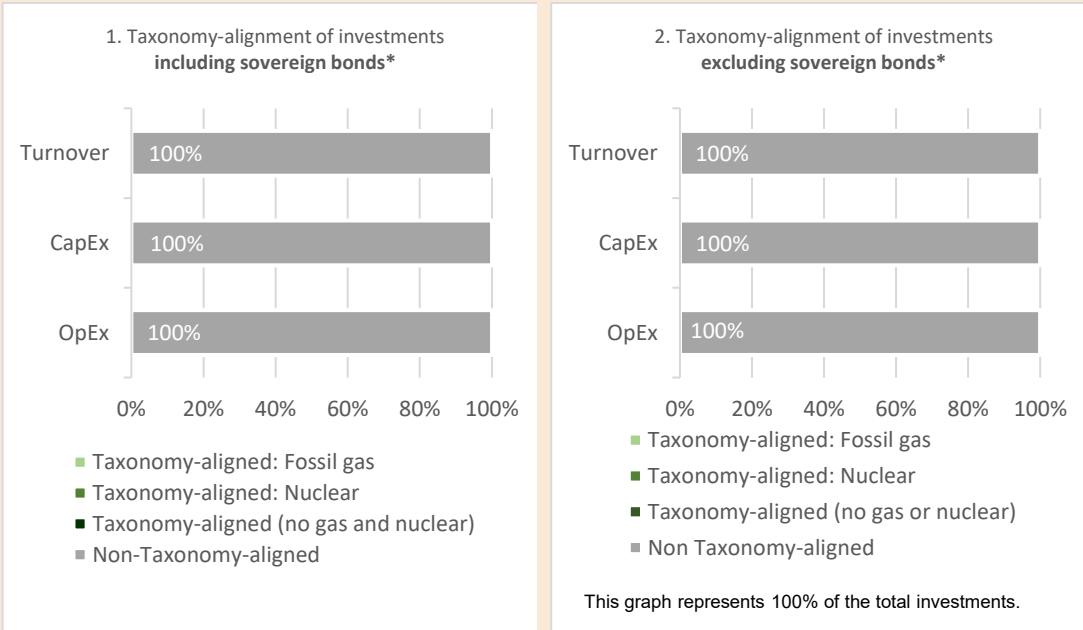 1. Taxonomy-alignment of investments
including sovereign bonds*
Turnover
100%
CapEx
100%
OpEx
100%
0% 20% 40% 60% 80% 100%
Taxonomy-aligned: Fossil gas
Taxonomy-aligned: Nuclear
Taxonomy-aligned (no gas and nuclear)
Non-Taxonomy-aligned
2. Taxonomy-alignment of investments
excluding sovereign bonds*
Turnover
100%
CapEx
100%
OpEx
100%
0% 20% 40% 60% 80% 100%
Taxonomy-aligned: Fossil gas
Taxonomy-aligned: Nuclear
Taxonomy-aligned (no gas or nuclear)
Non Taxonomy-aligned
This graph represents 100% of the total investments.